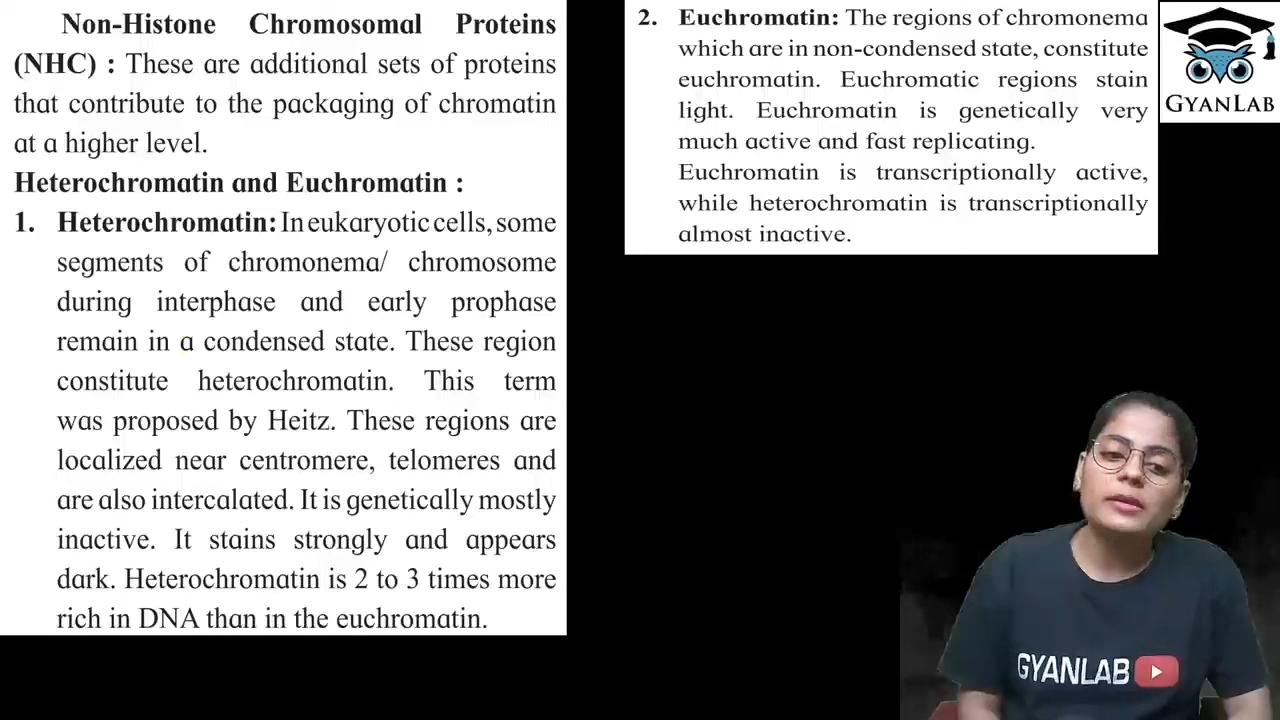 Non-Histone Chromosomal Proteins
(NHC) : These are additional sets of proteins
that contribute to the packaging of chromatin
at a higher level.
Heterochromatin and Euchromatin :
1. Heterochromatin: In eukaryotic cells, some
segments of chromonema/ chromosome
during interphase and early prophase
remain in a condensed state. These region
constitute heterochromatin. This term
was proposed by Heitz. These regions are
localized near centromere, telomeres and
are also intercalated. It is genetically mostly
inactive. It stains strongly and appears
dark. Heterochromatin is 2 to 3 times more
rich in DNA than in the euchromatin.
2. Euchromatin: The regions of chromonema
which are in non-condensed state, constitute
euchromatin. Euchromatic regions stain
light. Euchromatin is genetically very
much active and fast replicating.
Euchromatin is transcriptionally active,
while heterochromatin is transcriptionally
almost inactive.
GYANLAB
GYANLAB